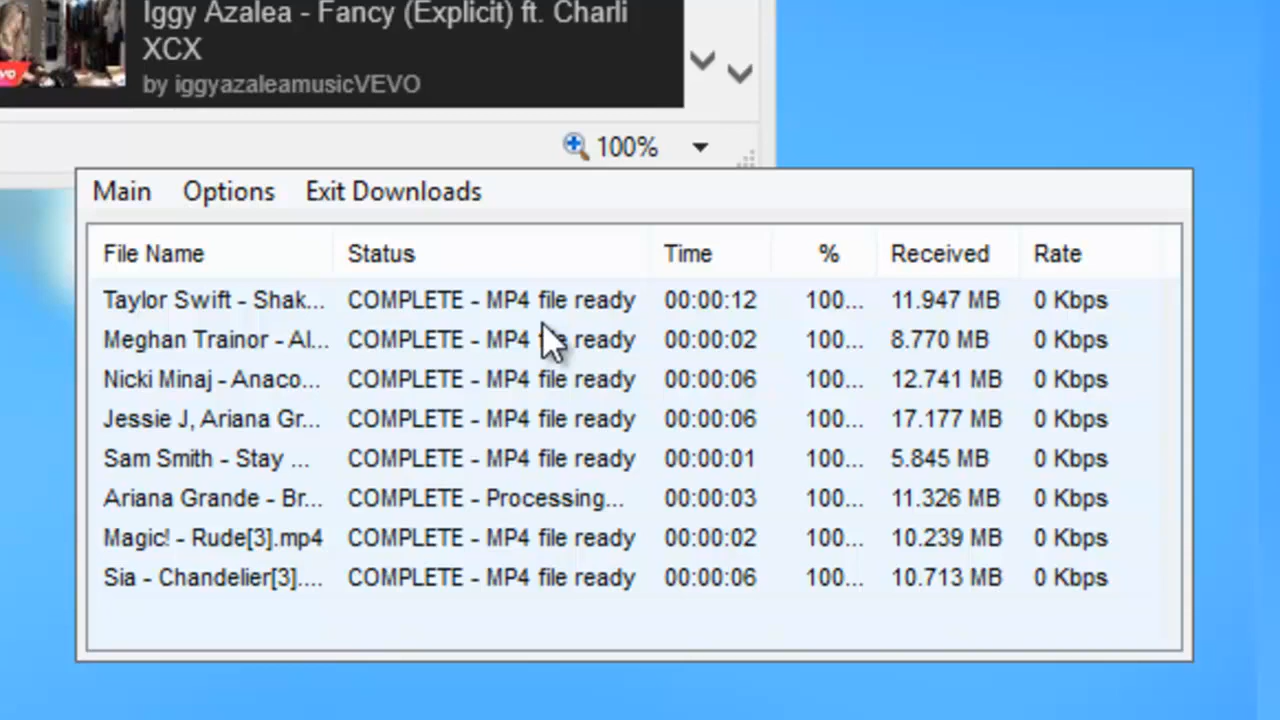 Iggy Azalea - Fancy (Explicit) ft. Charli
XCX
by iggyazaleamusicVEVO
100%
Main Options Exit Downloads
File Name Status Time % Received Rate
Taylor Swift - Shak... COMPLETE - MP4 file ready 00:00:12 100... 11.947 MB 0 Kbps
Meghan Trainor - Al... COMPLETE - MP4 file ready 00:00:02 100... 8.770 MB 0 Kbps
Nicki Minaj - Anaco... COMPLETE - MP4 file ready 00:00:06 100... 12.741 MB 0 Kbps
Jessie J, Ariana Gr... COMPLETE - MP4 file ready 00:00:06 100... 17.177 MB 0 Kbps
Sam Smith - Stay ... COMPLETE - MP4 file ready 00:00:01 100... 5.845 MB 0 Kbps
Ariana Grande - Br... COMPLETE - Processing... 00:00:03 100... 11.326 MB 0 Kbps
Magic! - Rude[3].mp4 COMPLETE - MP4 file ready 00:00:02 100... 10.239 MB 0 Kbps
Sia - Chandelier[3].... COMPLETE - MP4 file ready 00:00:06 100... 10.713 MB 0 Kbps